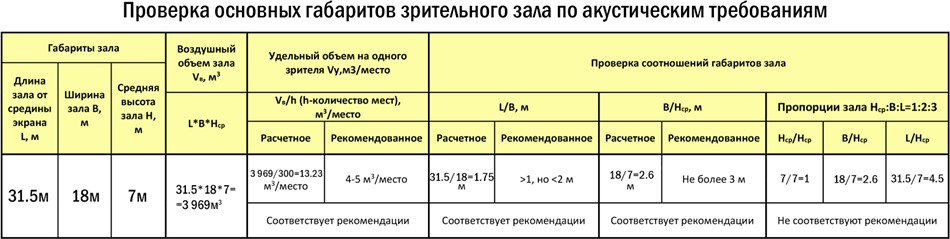 Проверка основных габаритов зрительного зала по акустическим требованиям
Габариты зала
Воздушный
объем зала
Vв, м³
Удельный объем на одного
зрителя Vу,м3/место
Проверка соотношений габаритов зала
Длина
зала от
средины
экрана
L, м
Ширина
зала B,
м
Средняя
высота
зала H,
м
L*B*Hср
Vв/h (h-количество мест),
м³/место
L/B, м
B/Hср, м
Пропорции зала Hср:B:L=1:2:3
Расчетное
Рекомендованное
Расчетное
Рекомендованное
Расчетное
Рекомендованное
Hср/Hср
B/Hср
L/Hср
31.5м
18м
7м
31.5*18*7=
=3 969м³
3 969/300=13.23
м³/место
4-5 м³/место
31.5/18=1.75
м
>1, но <2 м
18/7=2.6
м
Не более 3 м
7/7=1
18/7=2.6
31.5/7=4.5
Соответствует рекомендации
Соответствует рекомендации
Соответствует рекомендации
Не соответствуют рекомендации